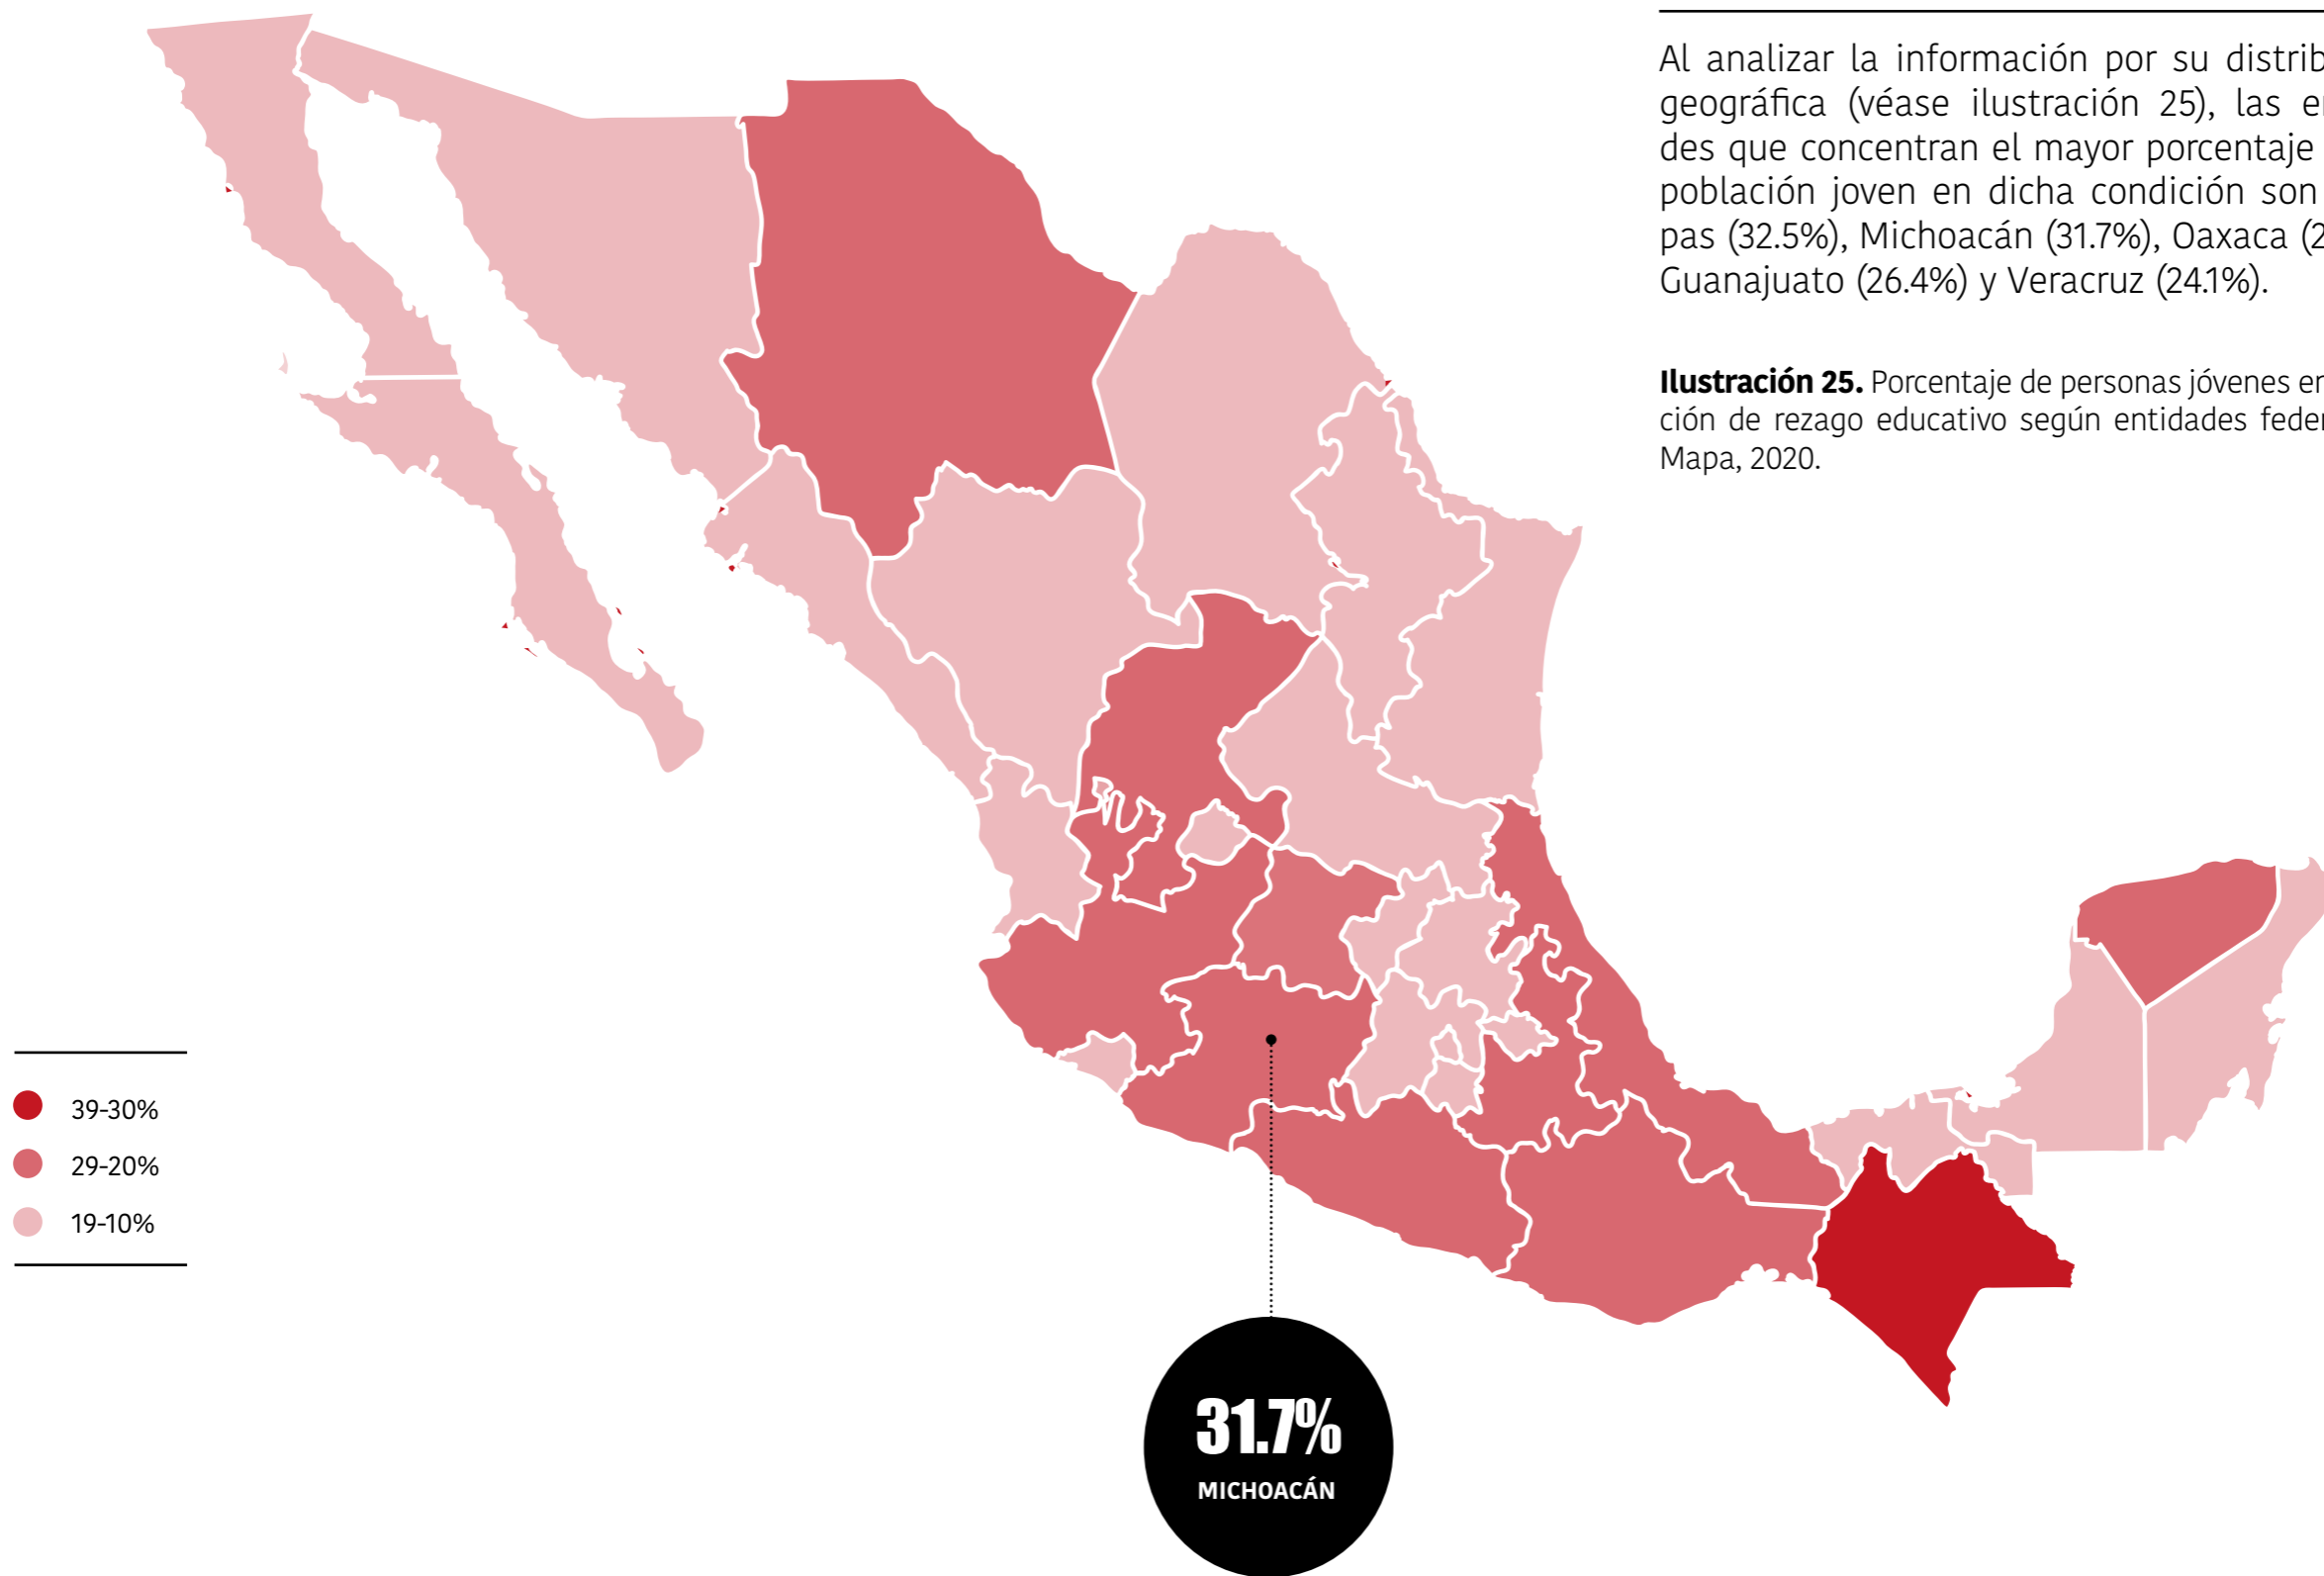 Al analizar la información por su distrib
geográfica (véase ilustración 25), las en
des que concentran el mayor porcentaje
población joven en dicha condición son
pas (32.5%), Michoacán (31.7%), Oaxaca (2
Guanajuato (26.4%) y Veracruz (24.1%).
Ilustración 25. Porcentaje de personas jóvenes en
ción de rezago educativo según entidades feder
Mapa, 2020.
39-30%
29-20%
19-10%
31.7%
MICHOACÁN